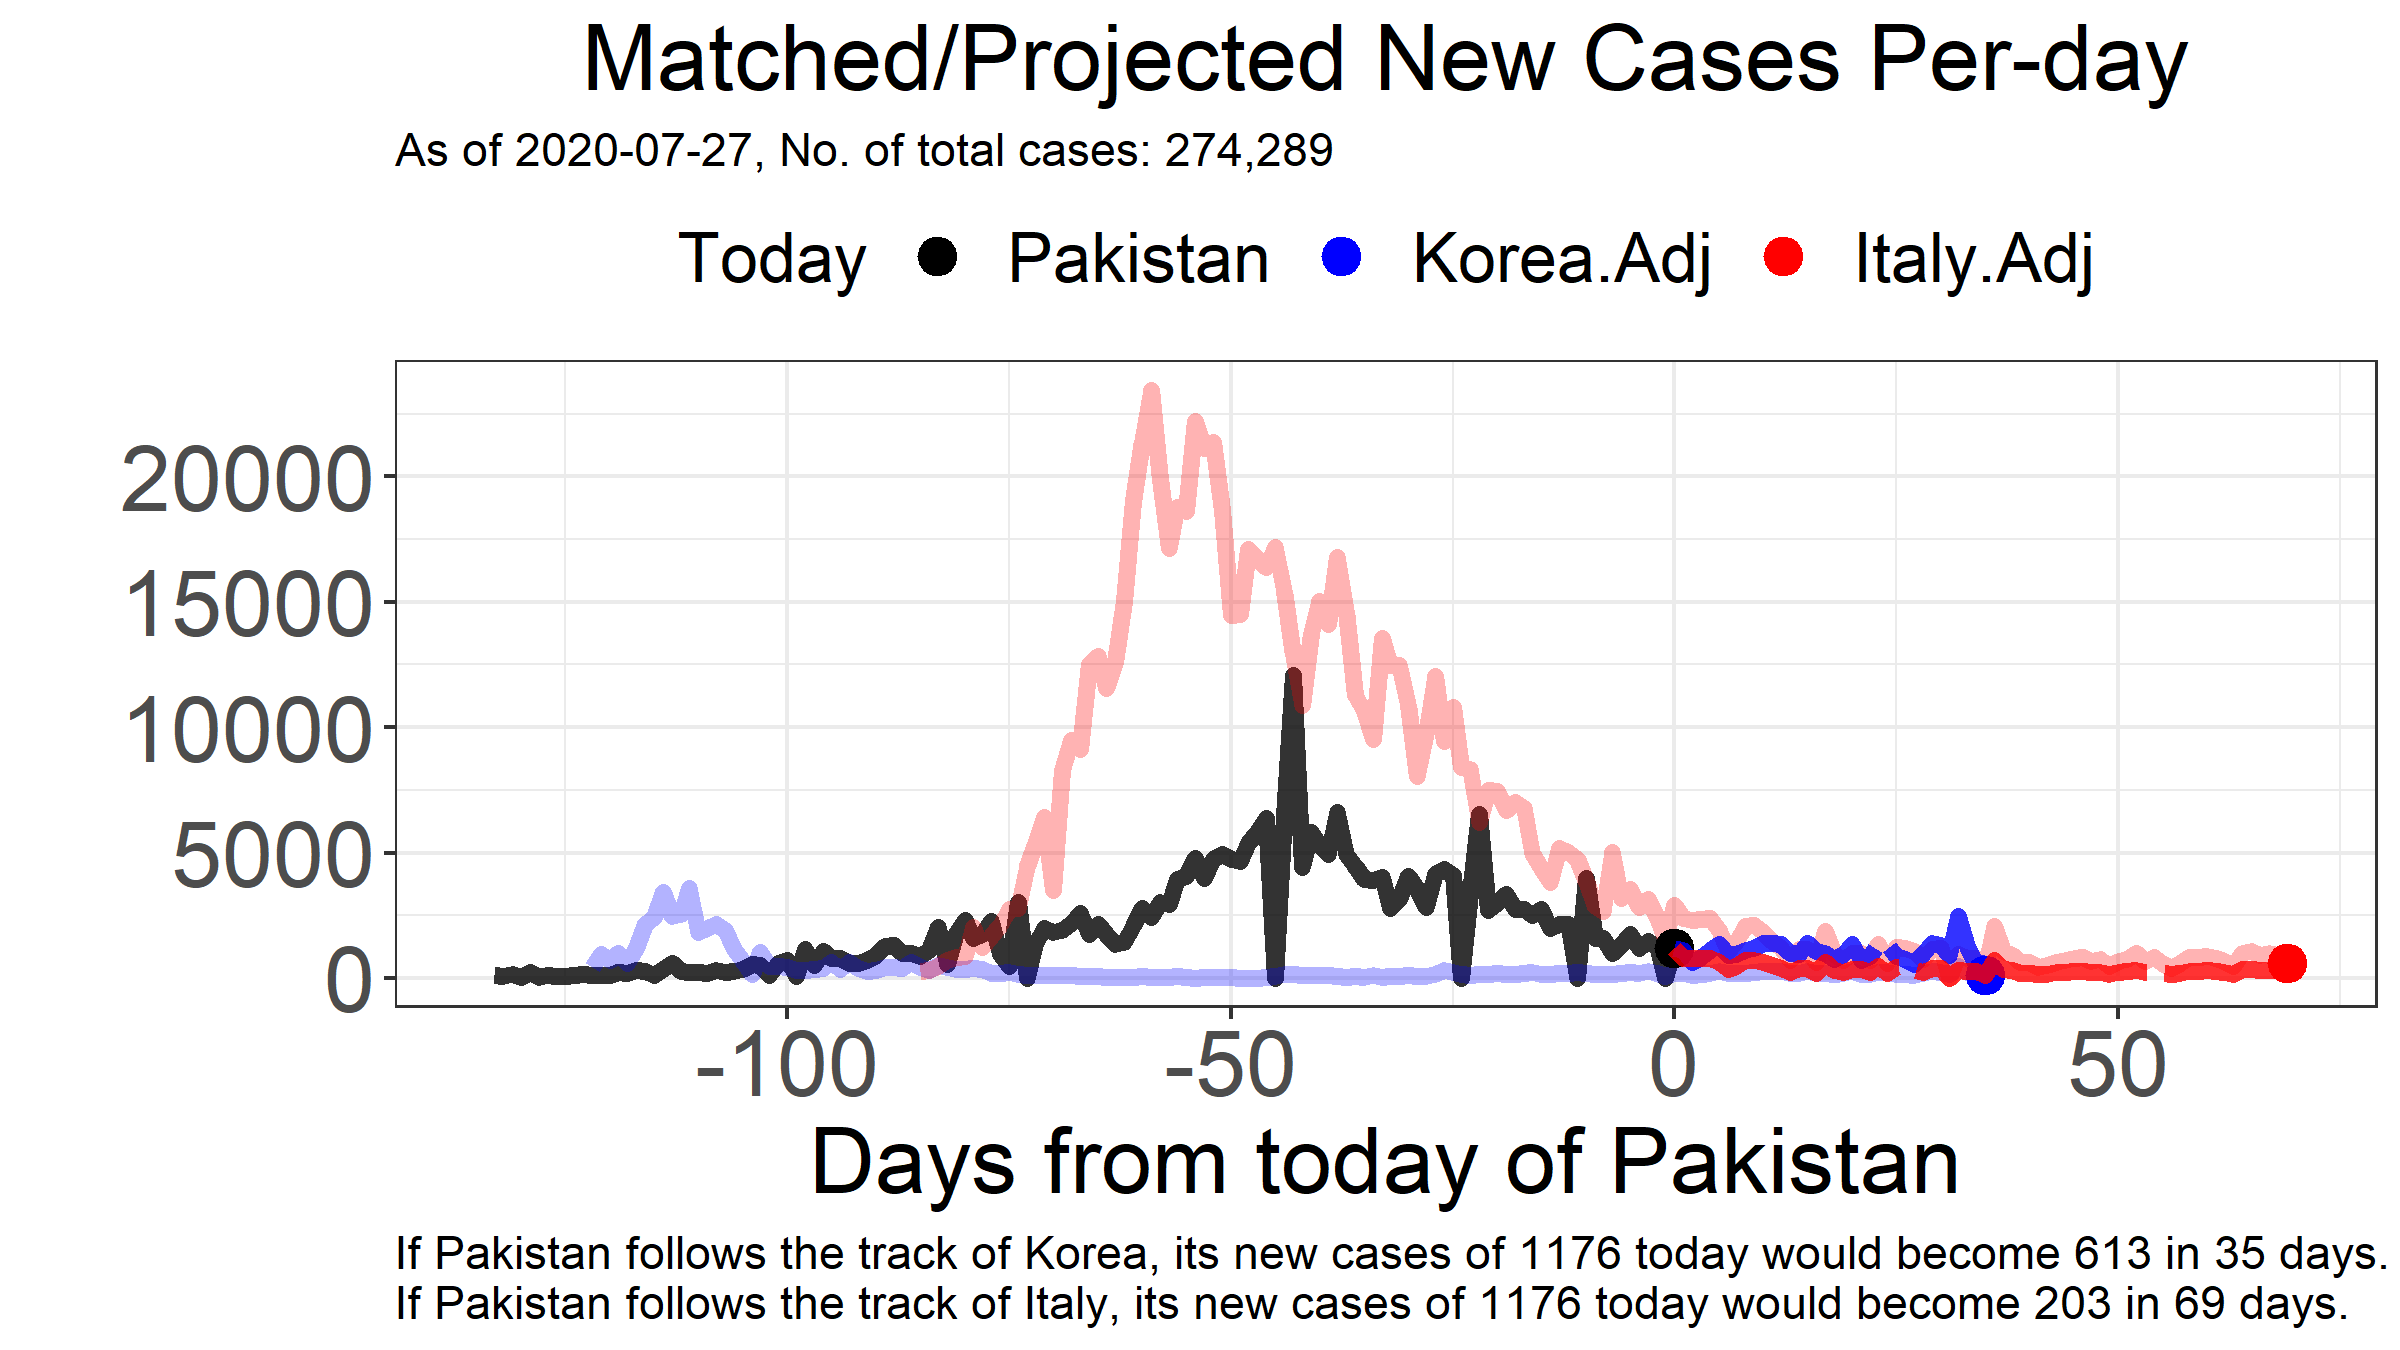 Matched/Projected New Cases Per-day
As of 2020-07-27, No. of total cases: 274,289
Today Pakistan Korea.Adj Italy.Adj
20000
15000
10000
5000
0
-100 -50 0 50
Days from today of Pakistan
If Pakistan follows the track of Korea, its new cases of 1176 today would become 613 in 35 days.
If Pakistan follows the track of Italy, its new cases of 1176 today would become 203 in 69 days.